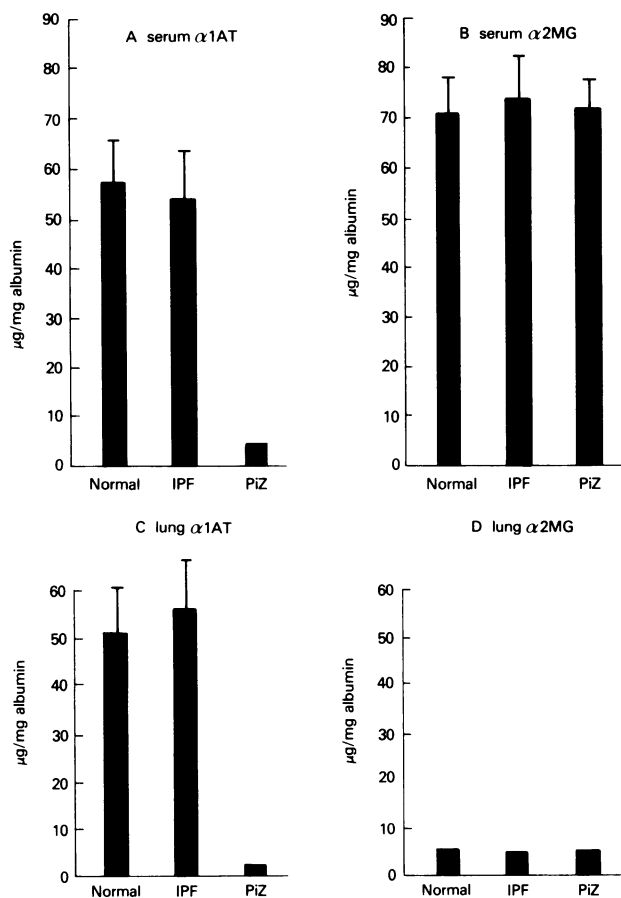 A serum α1AT
90
80
70
60
50
40
30
20
10
0
µg/mg albumin
Normal IPF PiZ
B serum α2MG
90
80
70
60
50
40
30
20
10
0
µg/mg albumin
Normal IPF PiZ
C lung α1AT
60
50
40
30
20
10
0
µg/mg albumin
Normal IPF PiZ
D lung α2MG
60
50
40
30
20
10
0
µg/mg albumin
Normal IPF PiZ